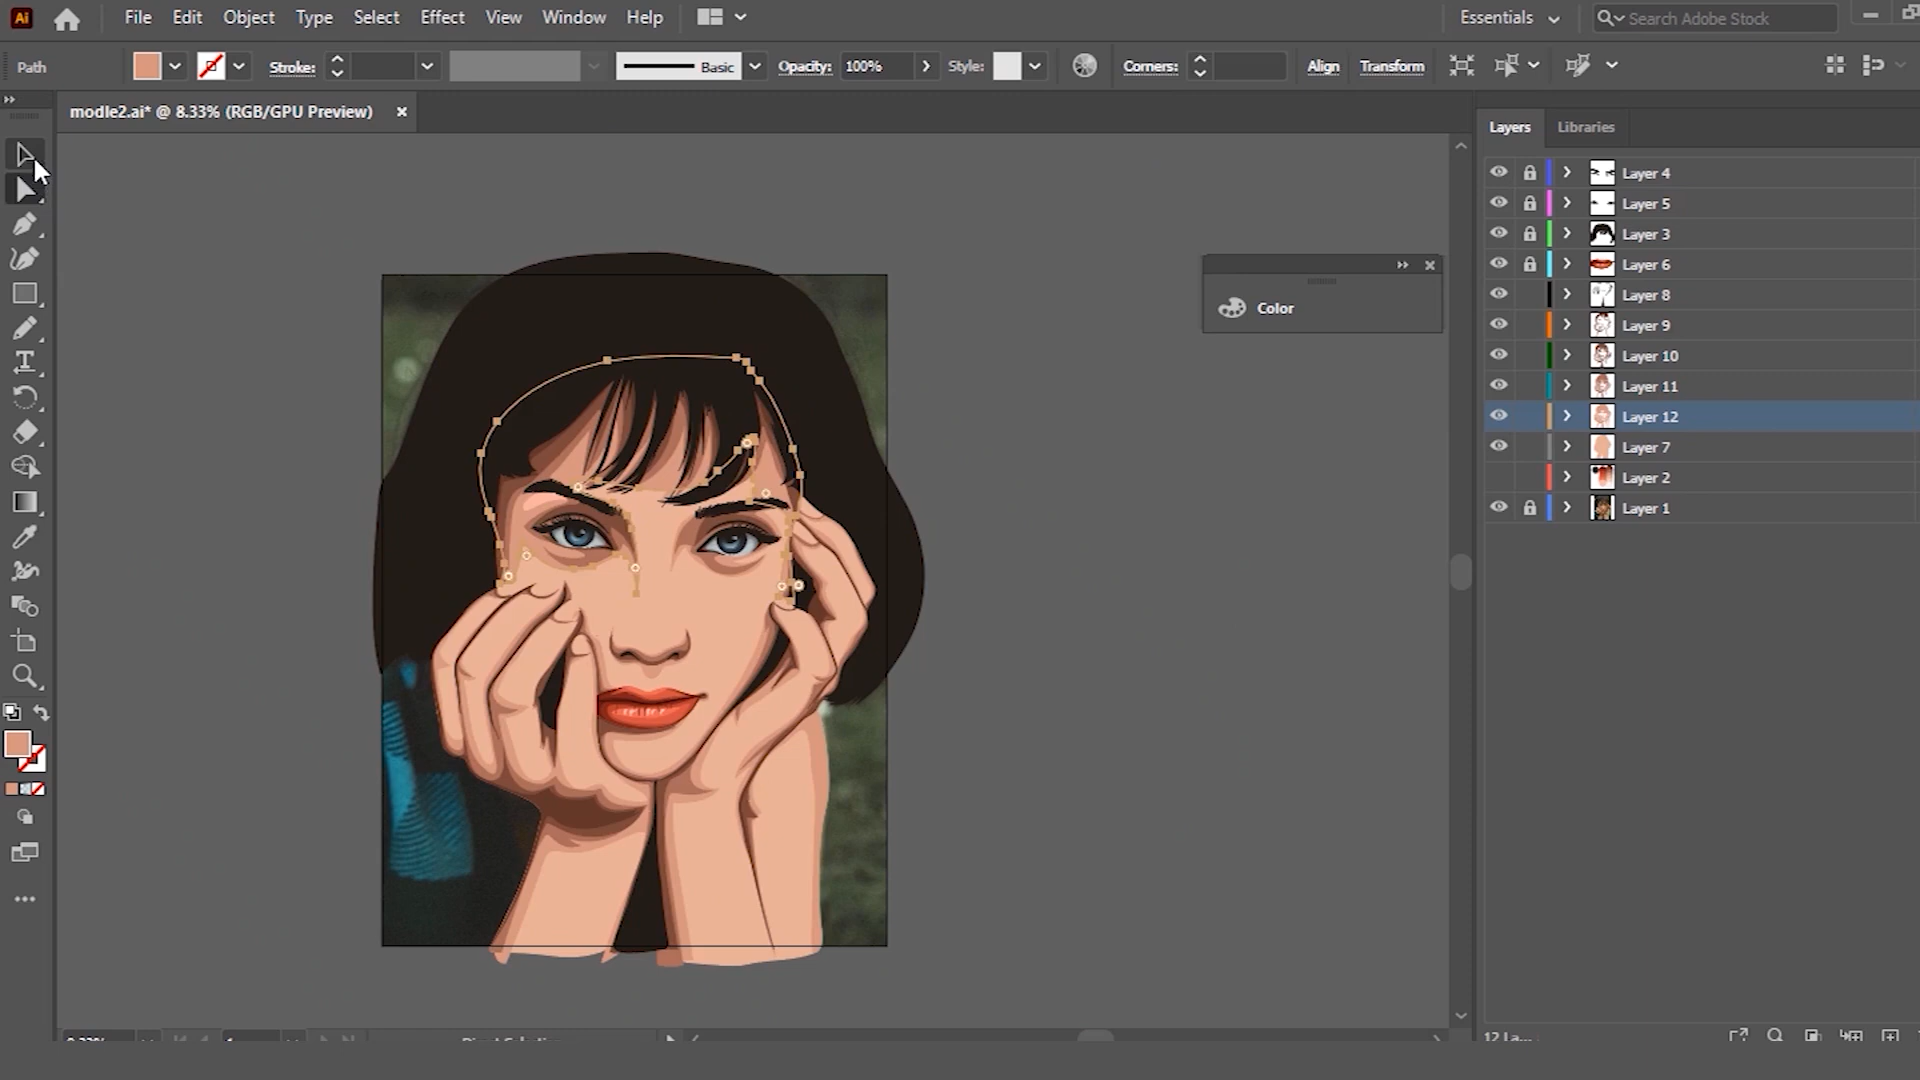 Ai File Edit Object Type Select Effect View Window Help Essentials Search Adobe Stock
Path Stroke: Basic Opacity: 100% Style: Corners: Align Transform
modle2.ai* @ 8.33% (RGB/GPU Preview)
Layers Libraries
Layer 4
Layer 5
Layer 3
Layer 6
Layer 8
Layer 9
Layer 10
Layer 11
Layer 12
Layer 7
Layer 2
Layer 1
Color
12 La...